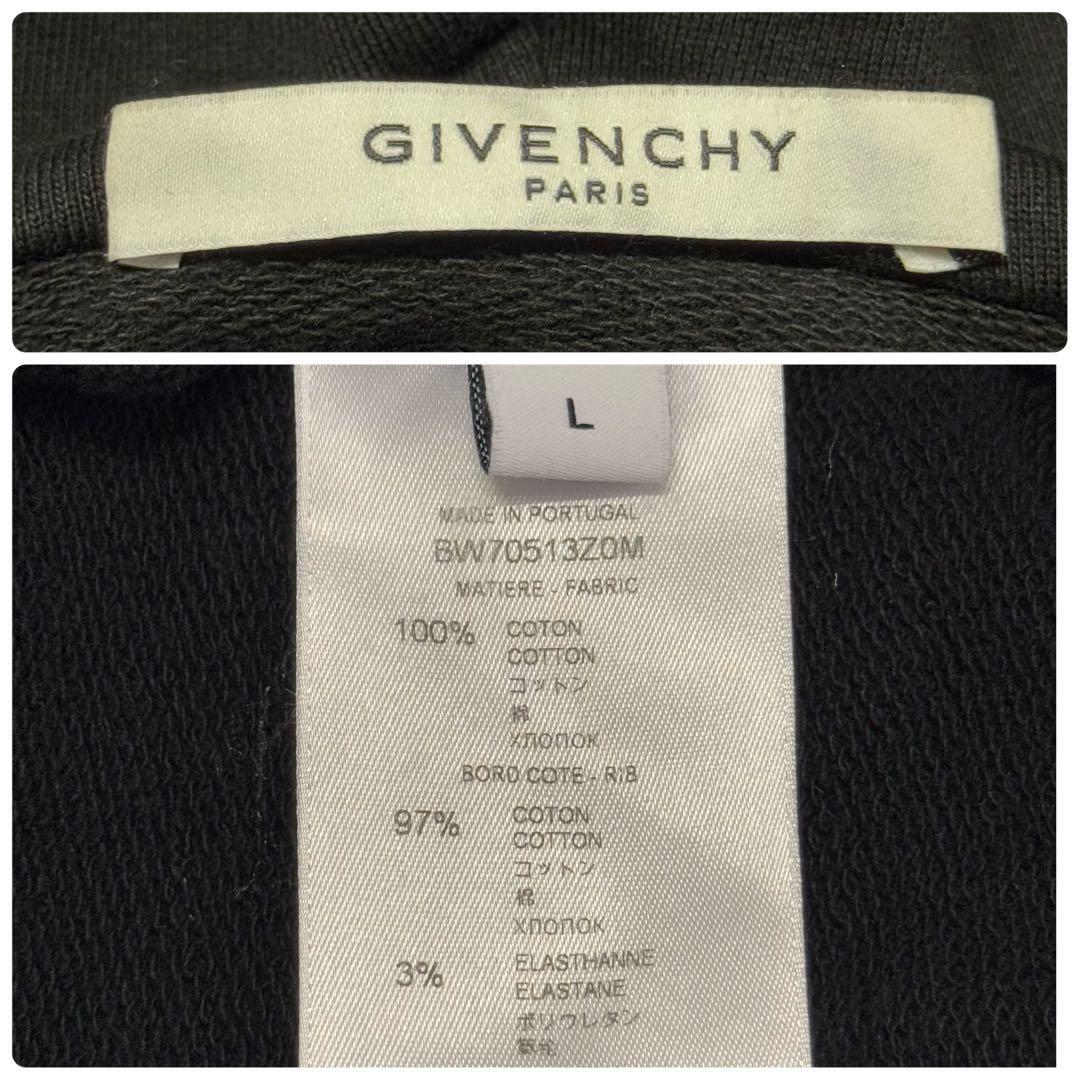 GIVENCHY
PARIS
L
MADE IN PORTUGAL
BW70513Z0M
MATIERE - FABRIC
100% COTON
COTTON
コットン
棉
ХЛОПОК
BORD COTE - RIB
97% COTON
COTTON
コットン
棉
ХЛОПОК
3% ELASTHANNE
ELASTANE
ポリウレタン
氨纶